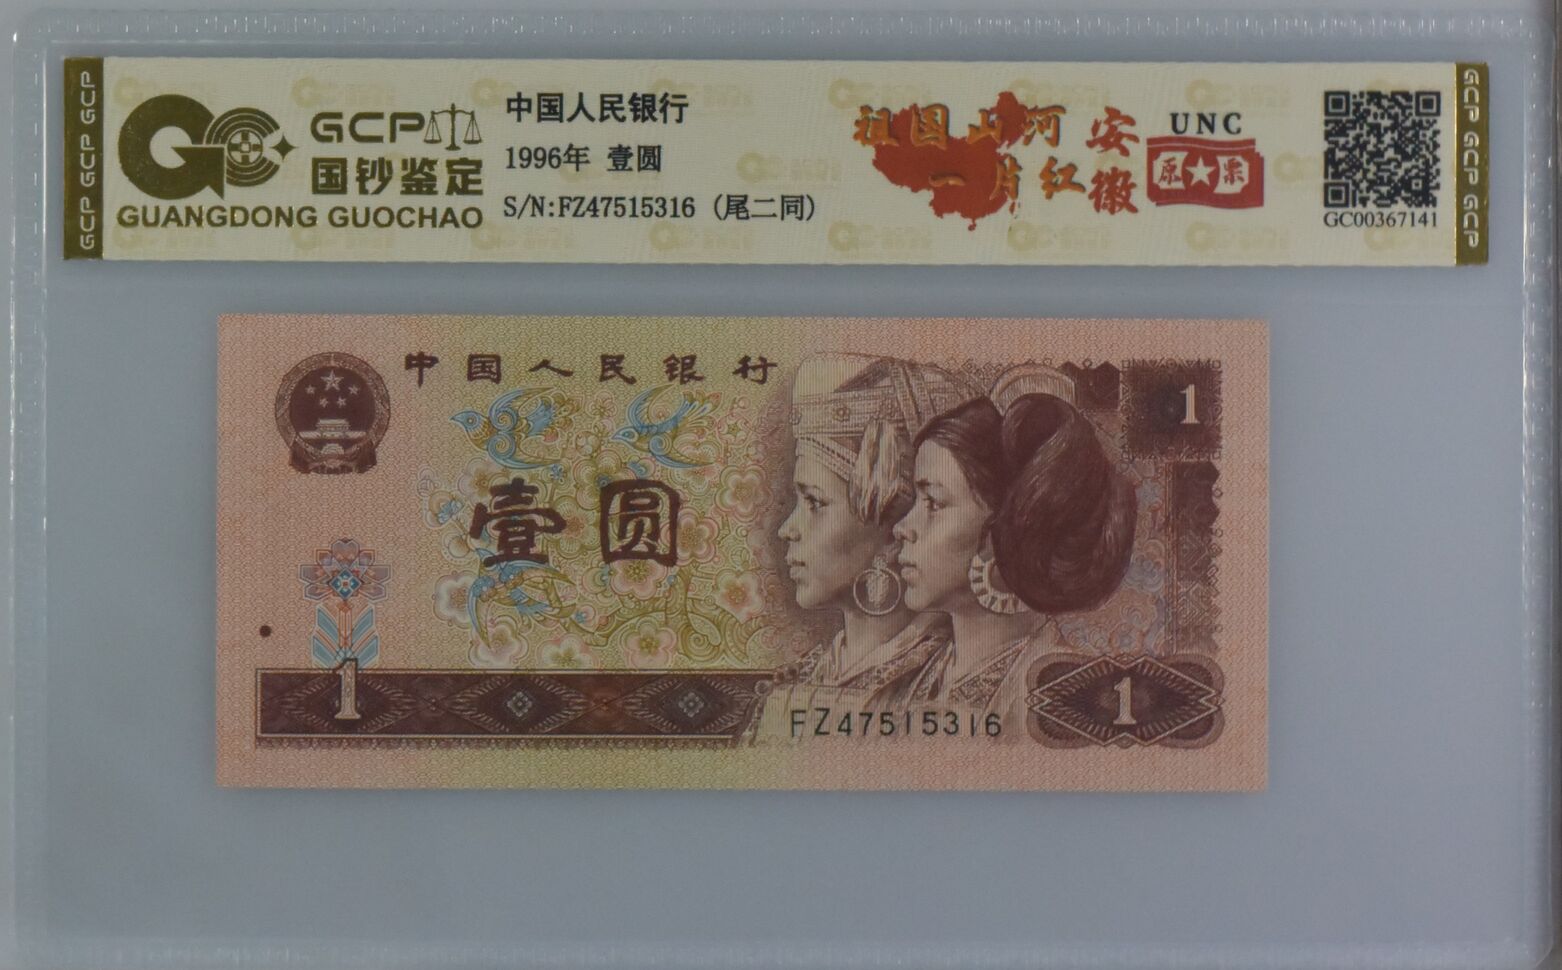 GCP GCP GCP
GCP
国钞鉴定
GUANGDONG GUOCHAO
中国人民银行
1996年 壹圆
S/N:FZ47515316 (尾二同)
祖国山河
一片红
安徽
UNC
原★票
GC00367141
GCP GCP GCP
中国人民银行
1
壹圆
1
FZ47515316
1